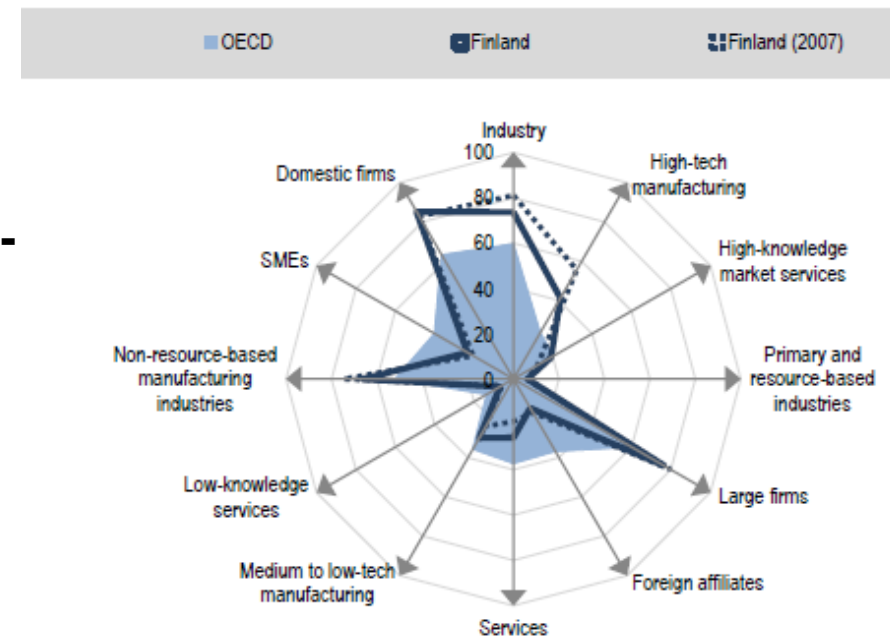 OECD
Finland
Finland (2007)
Industry
100
80
60
40
20
0
High-tech
manufacturing
High-knowledge
market services
Primary and
resource-based
industries
Large firms
Foreign affiliates
Services
Medium to low-tech
manufacturing
Low-knowledge
services
Non-resource-based
manufacturing
industries
SMEs
Domestic firms
-